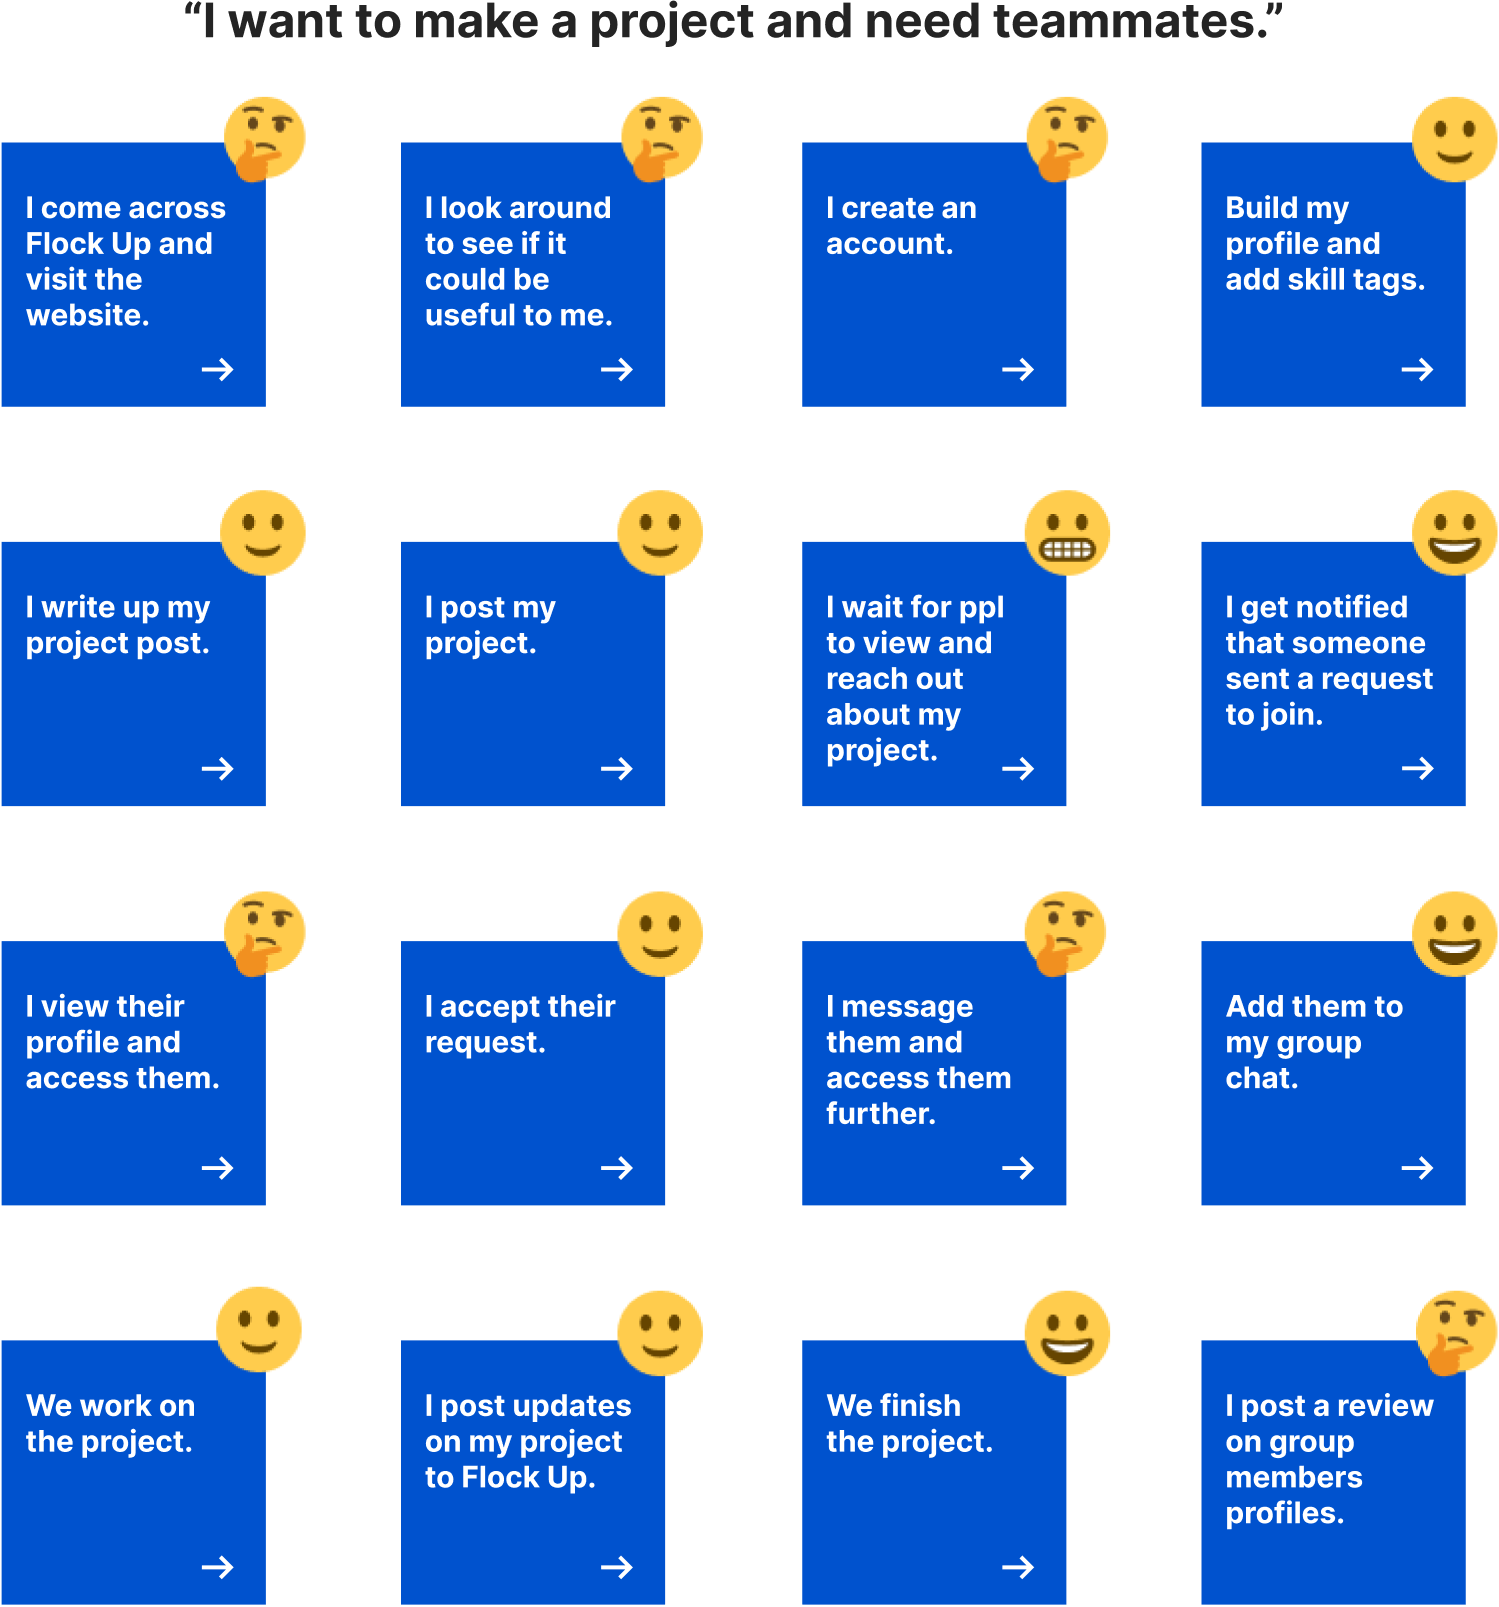 “I want to make a project and need teammates.”
I come across
Flock Up and
visit the
website.
I look around
to see if it
could be
useful to me.
I create an
account.
Build my
profile and
add skill tags.
I write up my
project post.
I post my
project.
I wait for ppl
to view and
reach out
about my
project.
I get notified
that someone
sent a request
to join.
I view their
profile and
access them.
I accept their
request.
I message
them and
access them
further.
Add them to
my group
chat.
We work on
the project.
I post updates
on my project
to Flock Up.
We finish
the project.
I post a review
on group
members
profiles.